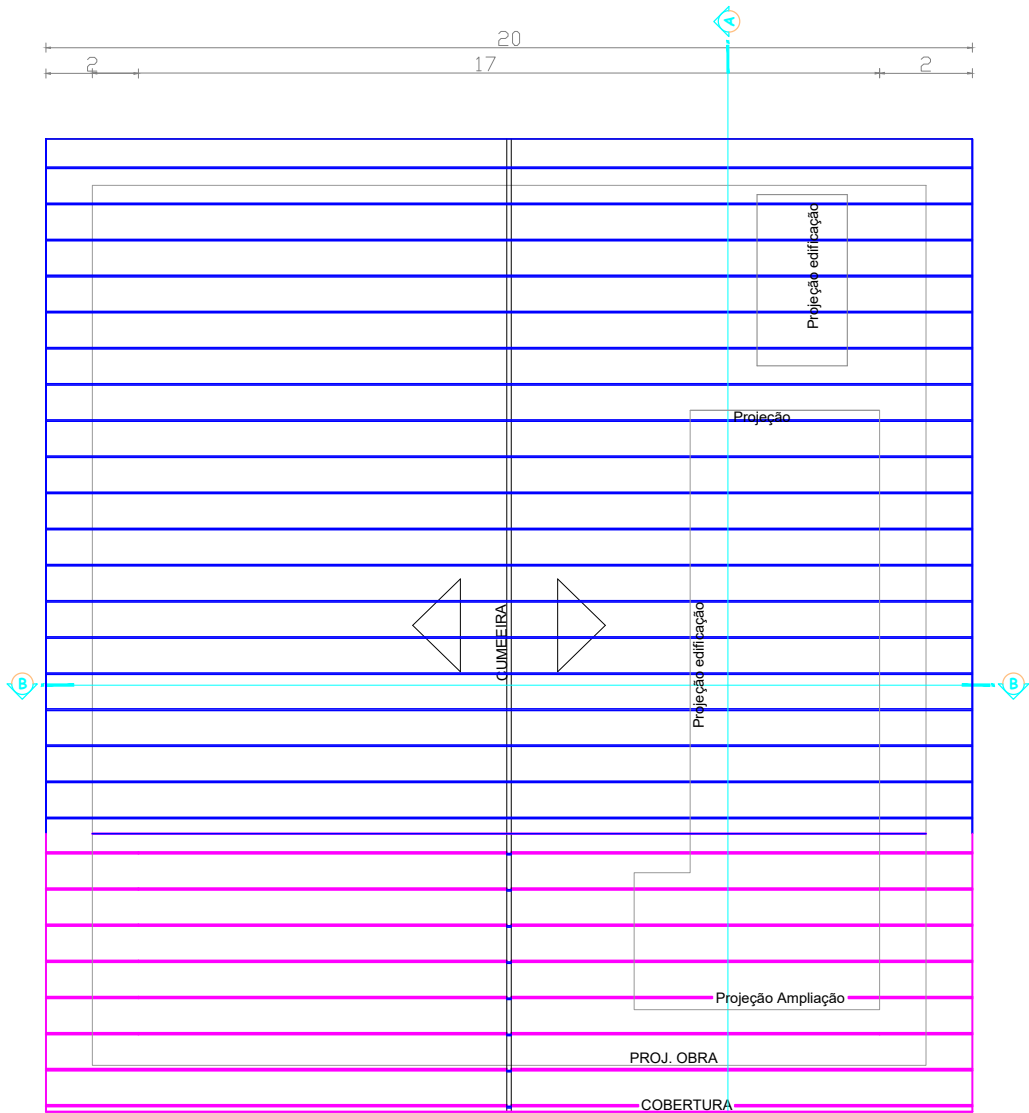 A
20
2
17
2
Projeção edificação
Projeção
CUMEEIRA
Projeção edificação
B
B
Projeção Ampliação
PROJ. OBRA
COBERTURA